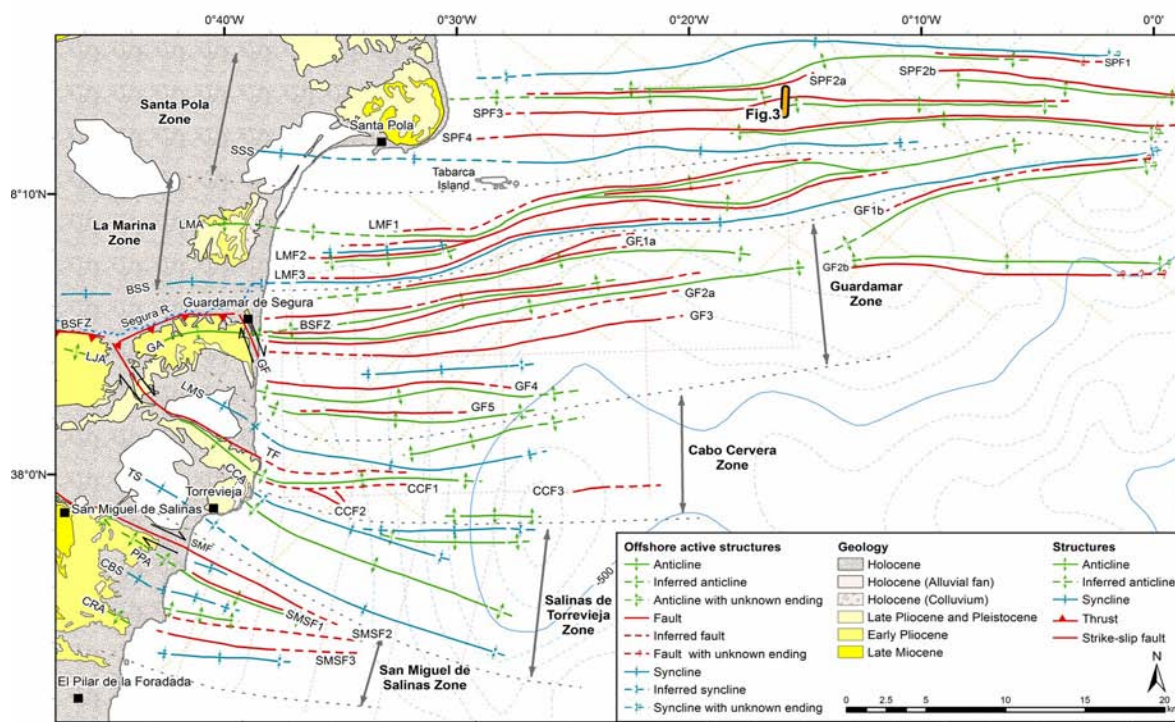 0°40'W
0°30'W
0°20'W
0°10'W
0°0'
SPF1
SPF2a
SPF2b
Santa Pola
Zone
Fig.3
SPF3
Santa Pola
SPF4
SSS
Tabarca
Island
8°10'N
La Marina
Zone
LMA
LMF1
GF1b
LMF2
GF1a
LMF3
GF2b
BSS
Guardamar
Zone
Guardamar de Segura
Segura R.
GF2a
BSFZ
BSFZ
GF3
GA
LJA
GF
GF4
LMS
GF5
Cabo Cervera
Zone
TF
38°0'N
TS
CCA
CCF1
CCF3
Torrevieja
CCF2
San Miguel de Salinas
SMF
PPA
CBS
-500
Salinas de
Torrevieja
Zone
CRA
SMSF1
SMSF2
SMSF3
San Miguel de
Salinas Zone
El Pilar de la Foradada
Offshore active structures
Anticline
Inferred anticline
Anticline with unknown ending
Fault
Inferred fault
Fault with unknown ending
Syncline
Inferred syncline
Syncline with unknown ending
Geology
Holocene
Holocene (Alluvial fan)
Holocene (Colluvium)
Late Pliocene and Pleistocene
Early Pliocene
Late Miocene
Structures
Anticline
Inferred anticline
Syncline
Thrust
Strike-slip fault
N
0 2.5 5 10 15 20